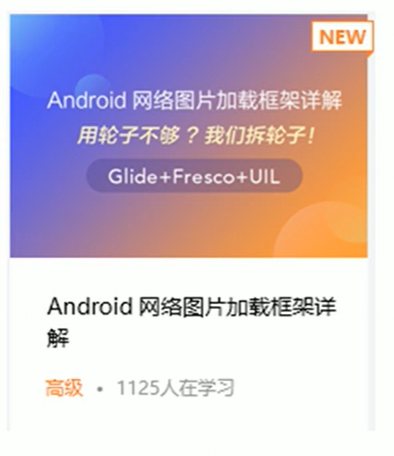 NEW
Android 网络图片加载框架详解
用轮子不够？我们拆轮子！
Glide+Fresco+UIL
Android 网络图片加载框架详
解
高级 • 1125人在学习